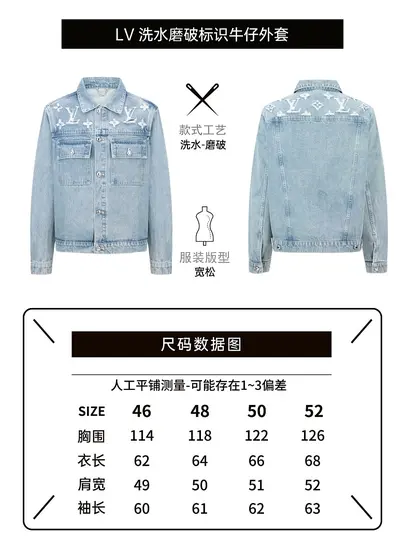 LV 洗水磨破标识牛仔外套
款式工艺
洗水-磨破
服装版型
宽松
尺码数据图
人工平铺测量-可能存在1~3偏差
SIZE 46 48 50 52
胸围 114 118 122 126
衣长 62 64 66 68
肩宽 49 50 51 52
袖长 60 61 62 63